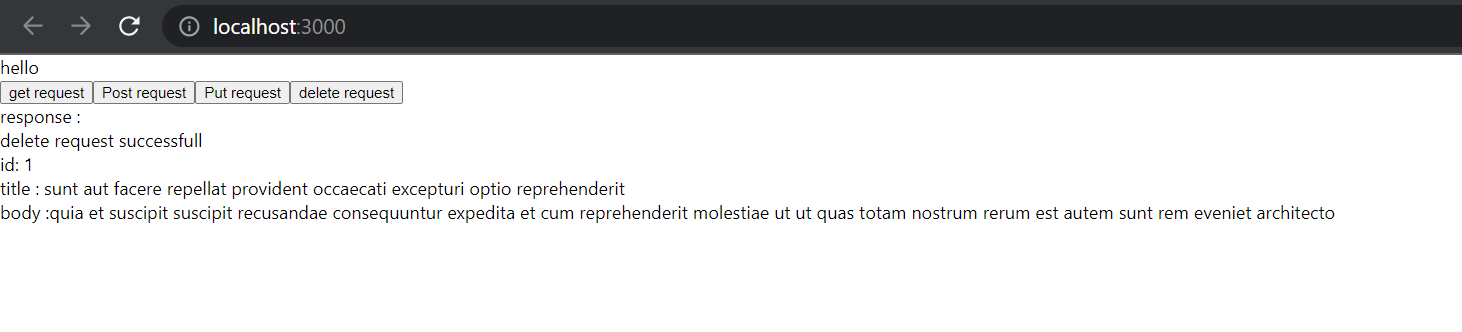 localhost:3000
hello
get request Post request Put request delete request
response :
delete request successfull
id: 1
title : sunt aut facere repellat provident occaecati excepturi optio reprehenderit
body :quia et suscipit suscipit recusandae consequuntur expedita et cum reprehenderit molestiae ut ut quas totam nostrum rerum est autem sunt rem eveniet architecto